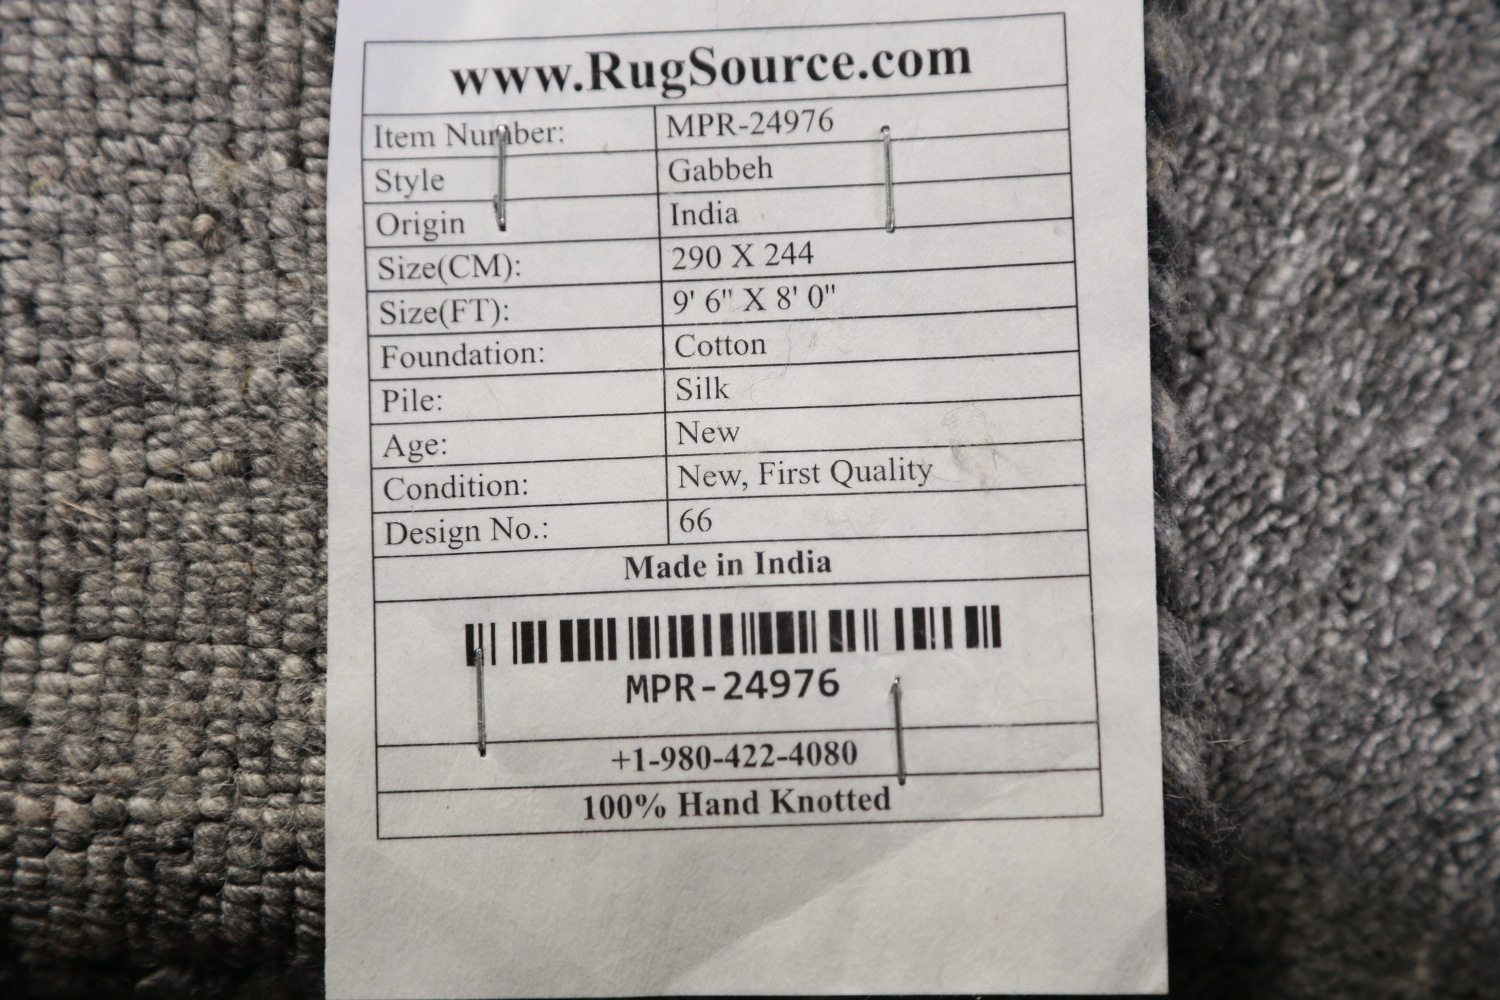 www.RugSource.com
Item Number: MPR-24976
Style Gabbeh
Origin India
Size(CM): 290 X 244
Size(FT): 9' 6" X 8' 0"
Foundation: Cotton
Pile: Silk
Age: New
Condition: New, First Quality
Design No.: 66
Made in India
MPR-24976
+1-980-422-4080
100% Hand Knotted